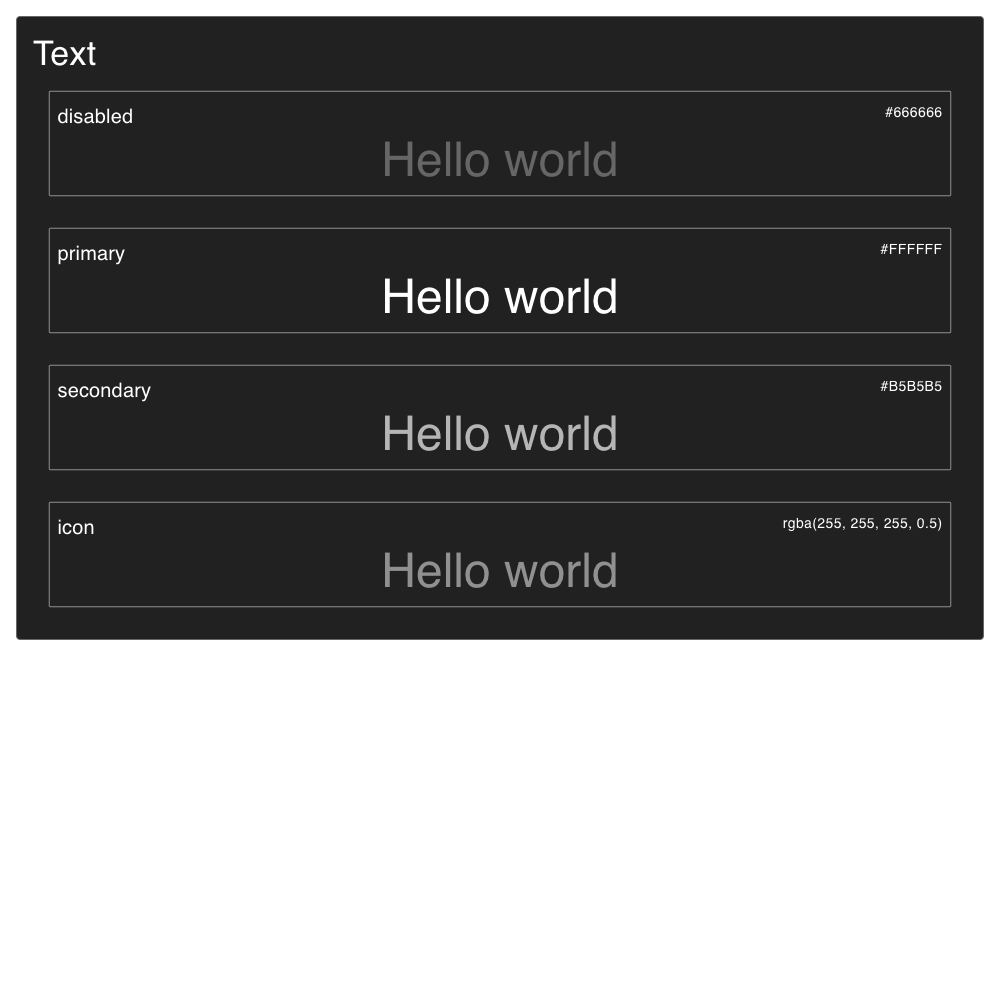 Text
disabled
#666666
Hello world
primary
#FFFFFF
Hello world
secondary
#B5B5B5
Hello world
icon
rgba(255, 255, 255, 0.5)
Hello world